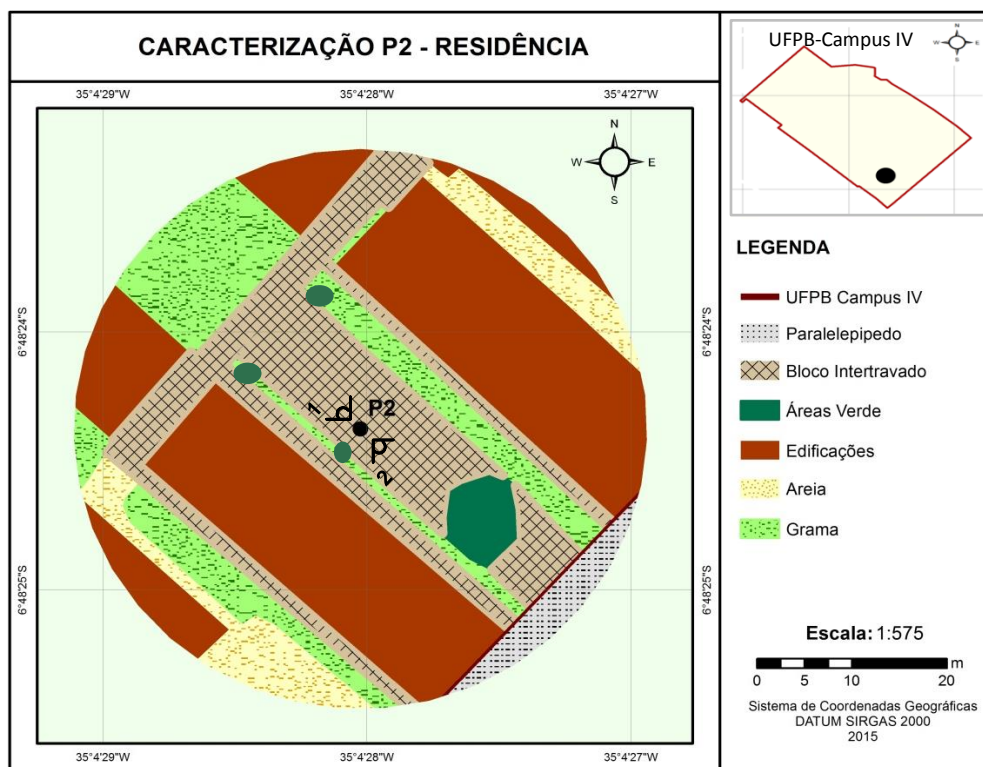 CARACTERIZAÇÃO P2 - RESIDÊNCIA
35°4'29"W 35°4'28"W 35°4'27"W
N
W E
S
6°48'24"S 6°48'24"S
1 P2
2
6°48'25"S 6°48'25"S
35°4'29"W 35°4'28"W 35°4'27"W
UFPB-Campus IV
N
W E
S
LEGENDA
UFPB Campus IV
Paralelepipedo
Bloco Intertravado
Áreas Verde
Edificações
Areia
Grama
Escala: 1:575
m
0 5 10 20
Sistema de Coordenadas Geográficas
DATUM SIRGAS 2000
2015